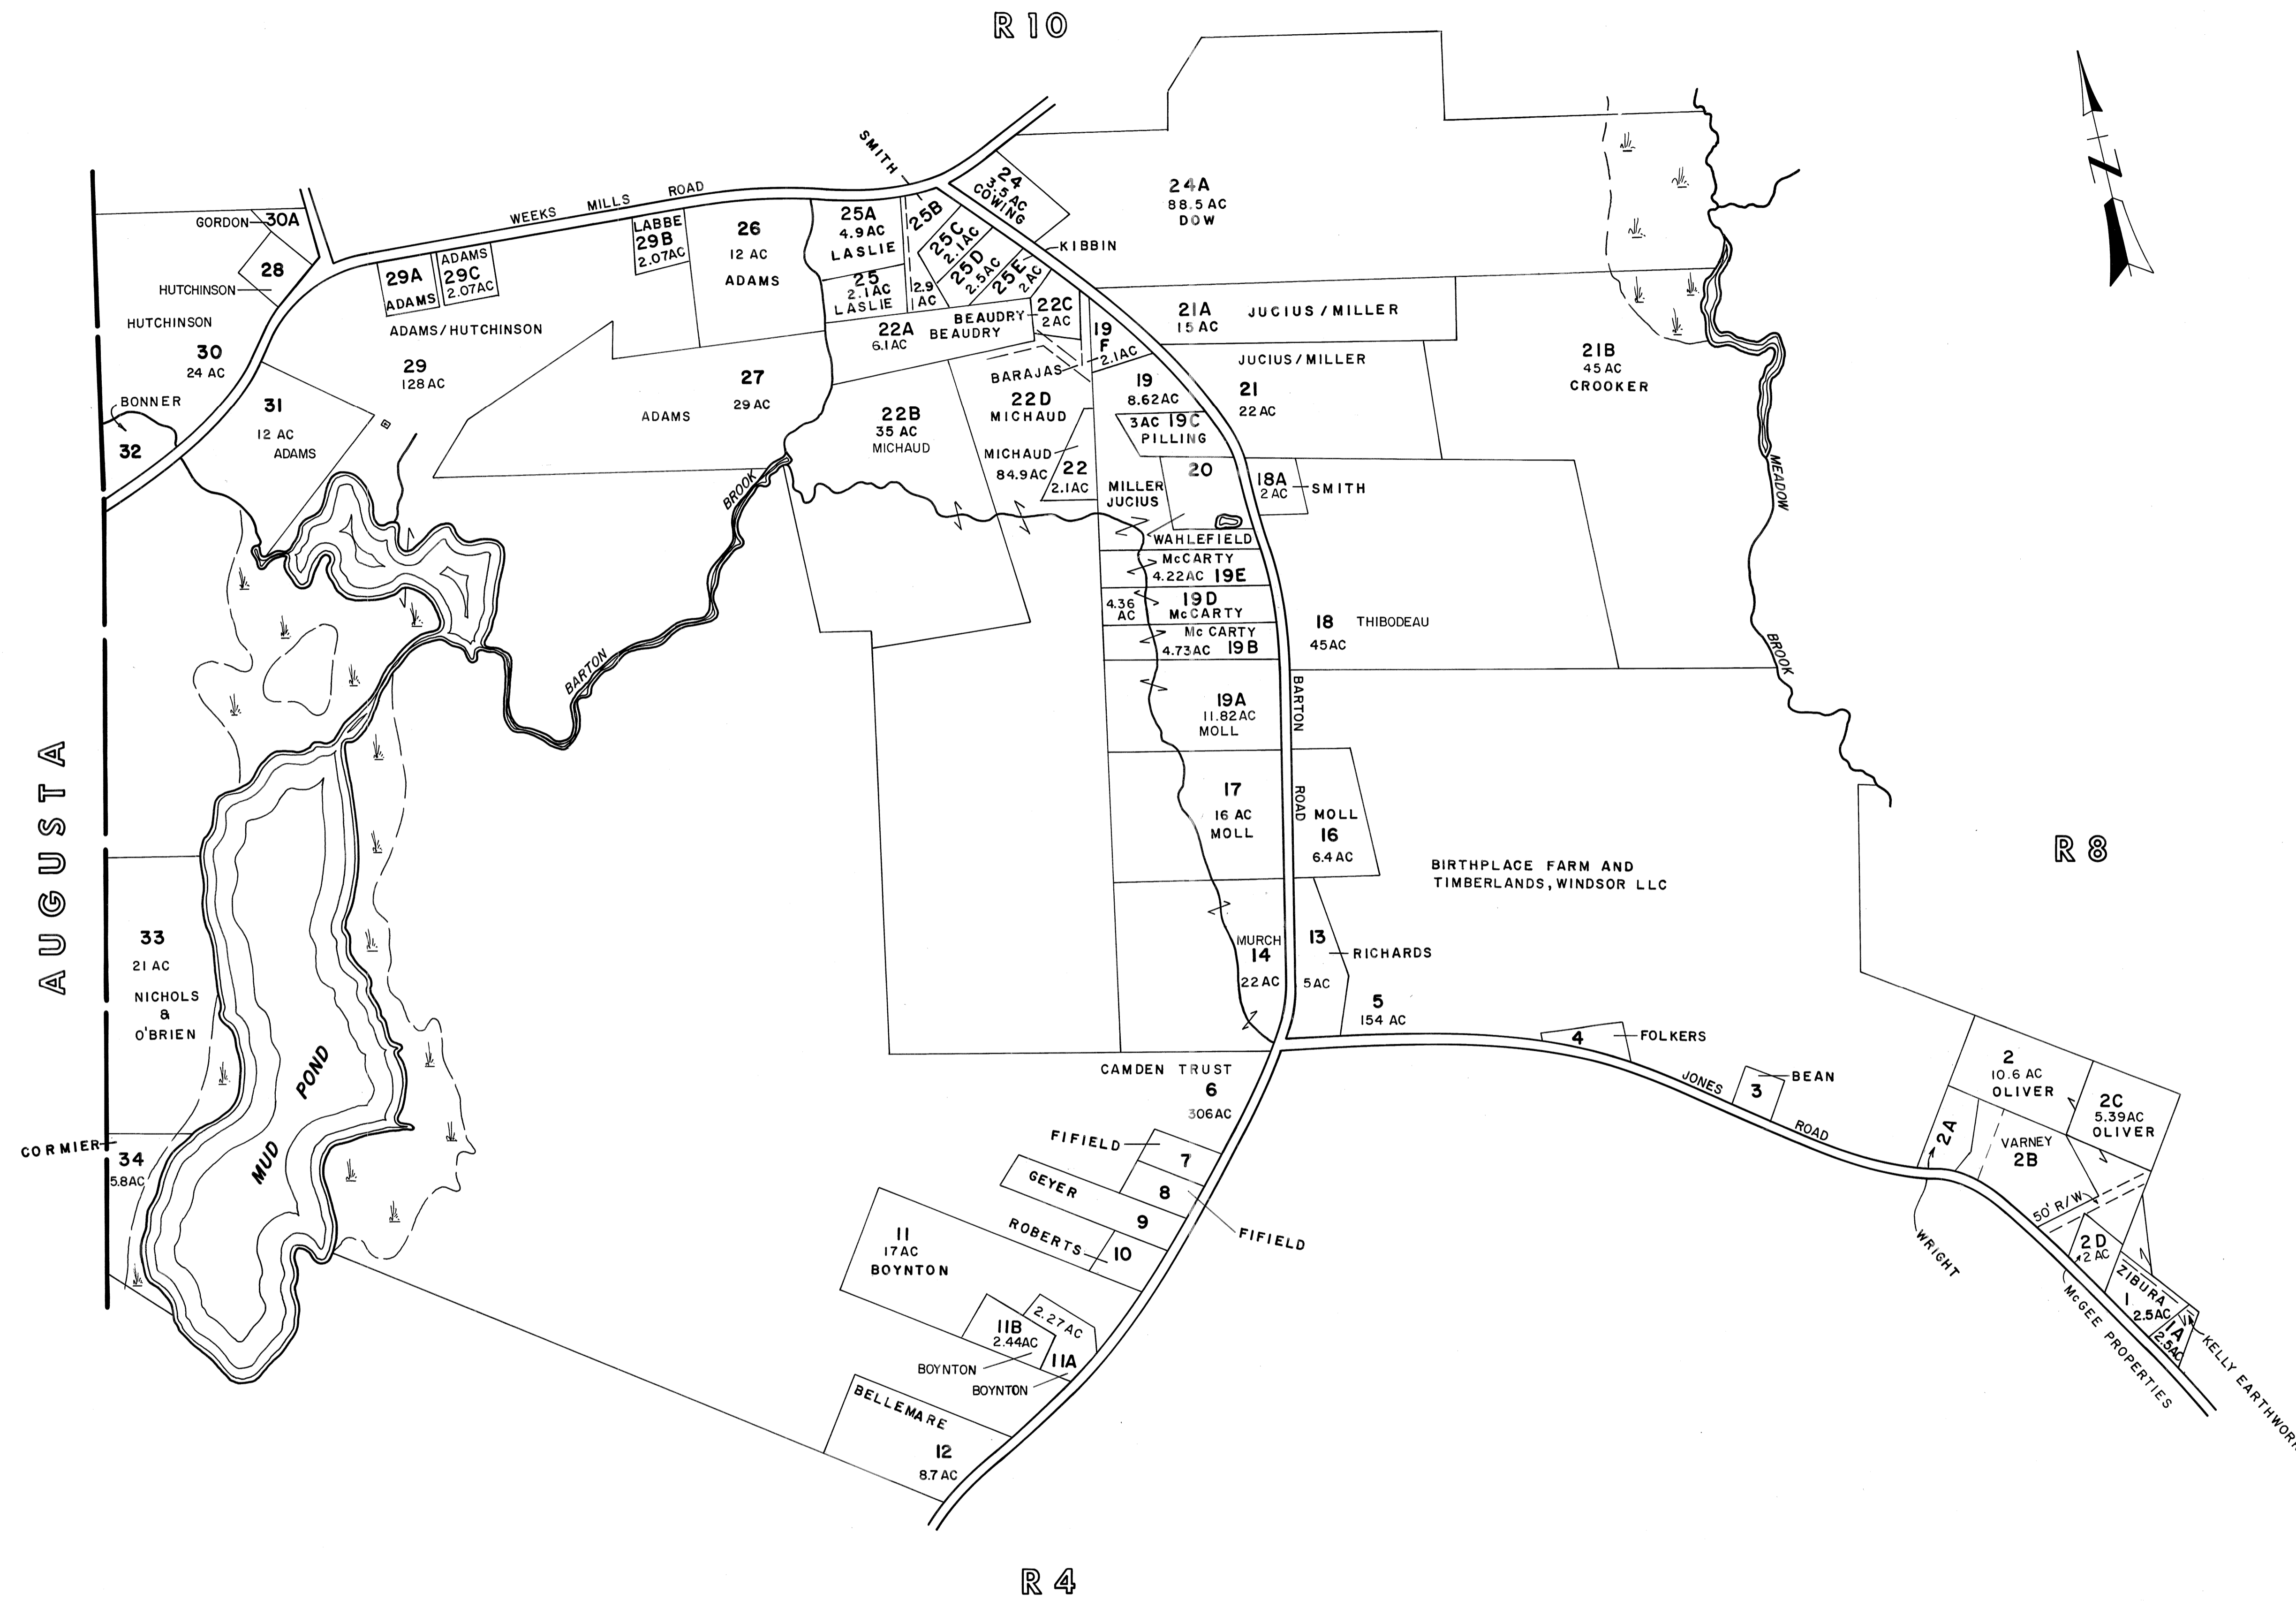 R 10
SMITH
WEEKS MILLS ROAD
GORDON
30A
28
HUTCHINSON
HUTCHINSON
30
24 AC
BONNER
32
31
12 AC
ADAMS
29A
ADAMS
ADAMS
29C
2.07AC
ADAMS/HUTCHINSON
29
128 AC
LABBE
29B
2.07AC
26
12 AC
ADAMS
27
29 AC
ADAMS
25A
4.9 AC
LASLIE
25
2.1 AC
LASLIE
25B
2.9
AC
25C
2.1AC
25D
2.5AC
25E
2 AC
KIBBIN
24
3.5 AC
COWING
24A
88.5 AC
DOW
22C
2 AC
BEAUDRY
22A
6.1 AC
BEAUDRY
BARAJAS
22D
MICHAUD
22B
35 AC
MICHAUD
MICHAUD
84.9AC
22
2.1AC
19
F
2.1AC
19
8.62AC
3AC 19C
PILLING
21A
15 AC
JUCIUS/MILLER
JUCIUS/MILLER
21
22 AC
21B
45 AC
CROOKER
MILLER
JUCIUS
20
18A
2 AC
SMITH
WAHLEFIELD
McCARTY
4.22AC 19E
4.36
AC
19D
McCARTY
McCARTY
4.73AC 19B
18
THIBODEAU
45AC
19A
11.82AC
MOLL
17
16 AC
MOLL
BARTON
ROAD
MOLL
16
6.4 AC
BIRTHPLACE FARM AND
TIMBERLANDS, WINDSOR LLC
MEADOW
BROOK
BROOK
BARTON
AUGUSTA
R 8
MURCH
14
22 AC
13
5 AC
RICHARDS
5
154 AC
33
21 AC
NICHOLS
&
O'BRIEN
CORMIER
34
5.8AC
MUD
POND
CAMDEN TRUST
6
306AC
4
FOLKERS
3
BEAN
JONES
ROAD
2
10.6 AC
OLIVER
2C
5.39AC
OLIVER
2A
VARNEY
2B
50' R/W
WRIGHT
2D
2 AC
McGEE PROPERTIES
ZIBURA
1
2.5AC
1A
2.5AC
FIFIELD
7
8
FIFIELD
GEYER
9
ROBERTS
10
11
17 AC
BOYNTON
11B
2.44AC
2.27 AC
11A
BOYNTON
BOYNTON
BELLEMARE
12
8.7 AC
KELLY EARTHWOR
R 4